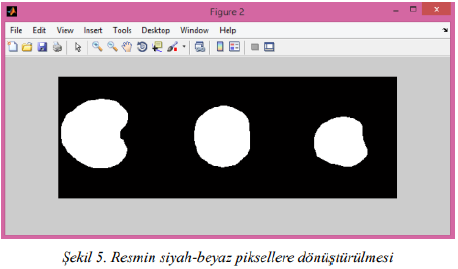 Figure 2
File Edit View Insert Tools Desktop Window Help
Şekil 5. Resmin siyah-beyaz piksellere dönüştürülmesi